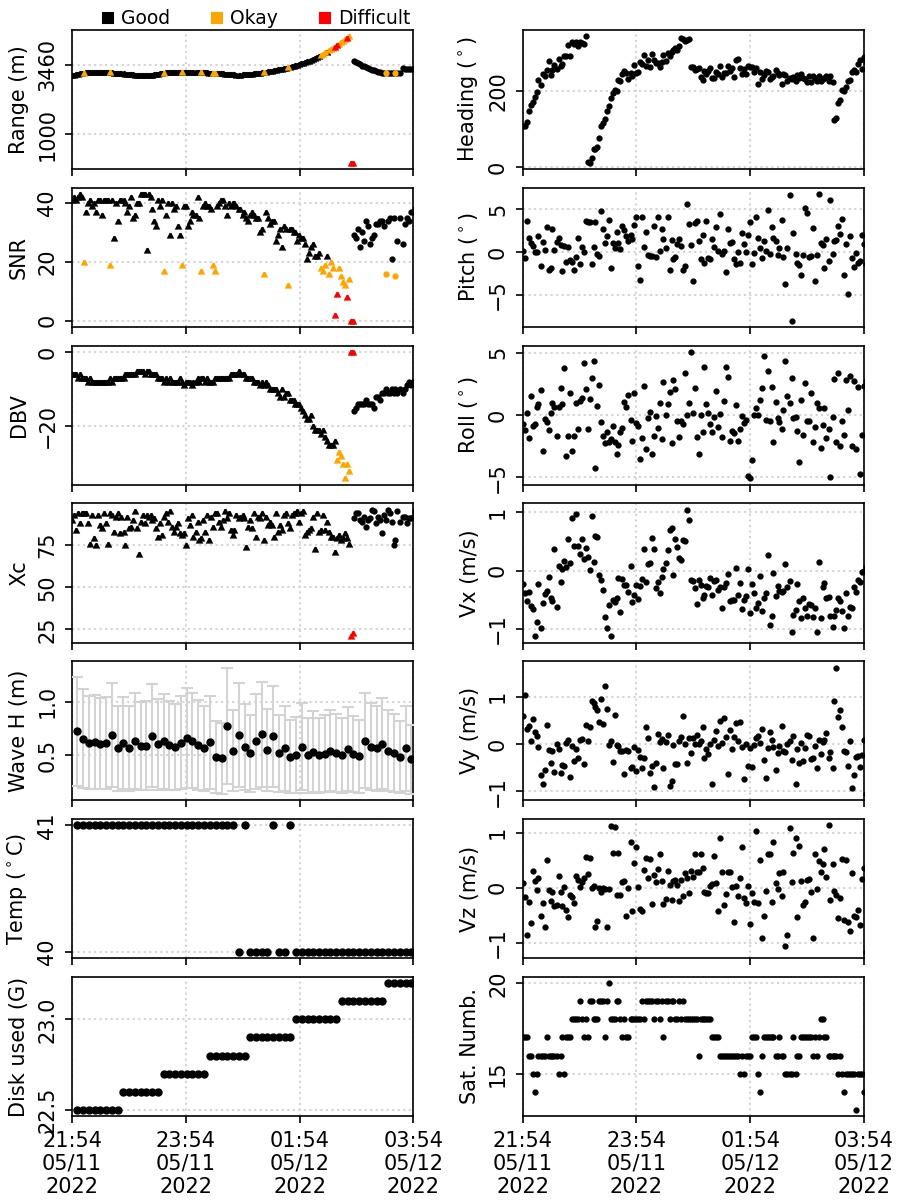 Good Okay Difficult
Range (m)
3460
1000
Heading (°)
200
0
SNR
40
20
0
Pitch (°)
5
0
−5
DBV
0
−20
Roll (°)
5
0
−5
Xc
75
50
25
Vx (m/s)
1
0
−1
Wave H (m)
1.0
0.5
Vy (m/s)
1
0
−1
Temp (°C)
41
40
Vz (m/s)
1
0
−1
Disk used (G)
23.0
22.5
Sat. Numb.
20
15
21:54 23:54 01:54 03:54
05/11 05/11 05/12 05/12
2022 2022 2022 2022
21:54 23:54 01:54 03:54
05/11 05/11 05/12 05/12
2022 2022 2022 2022